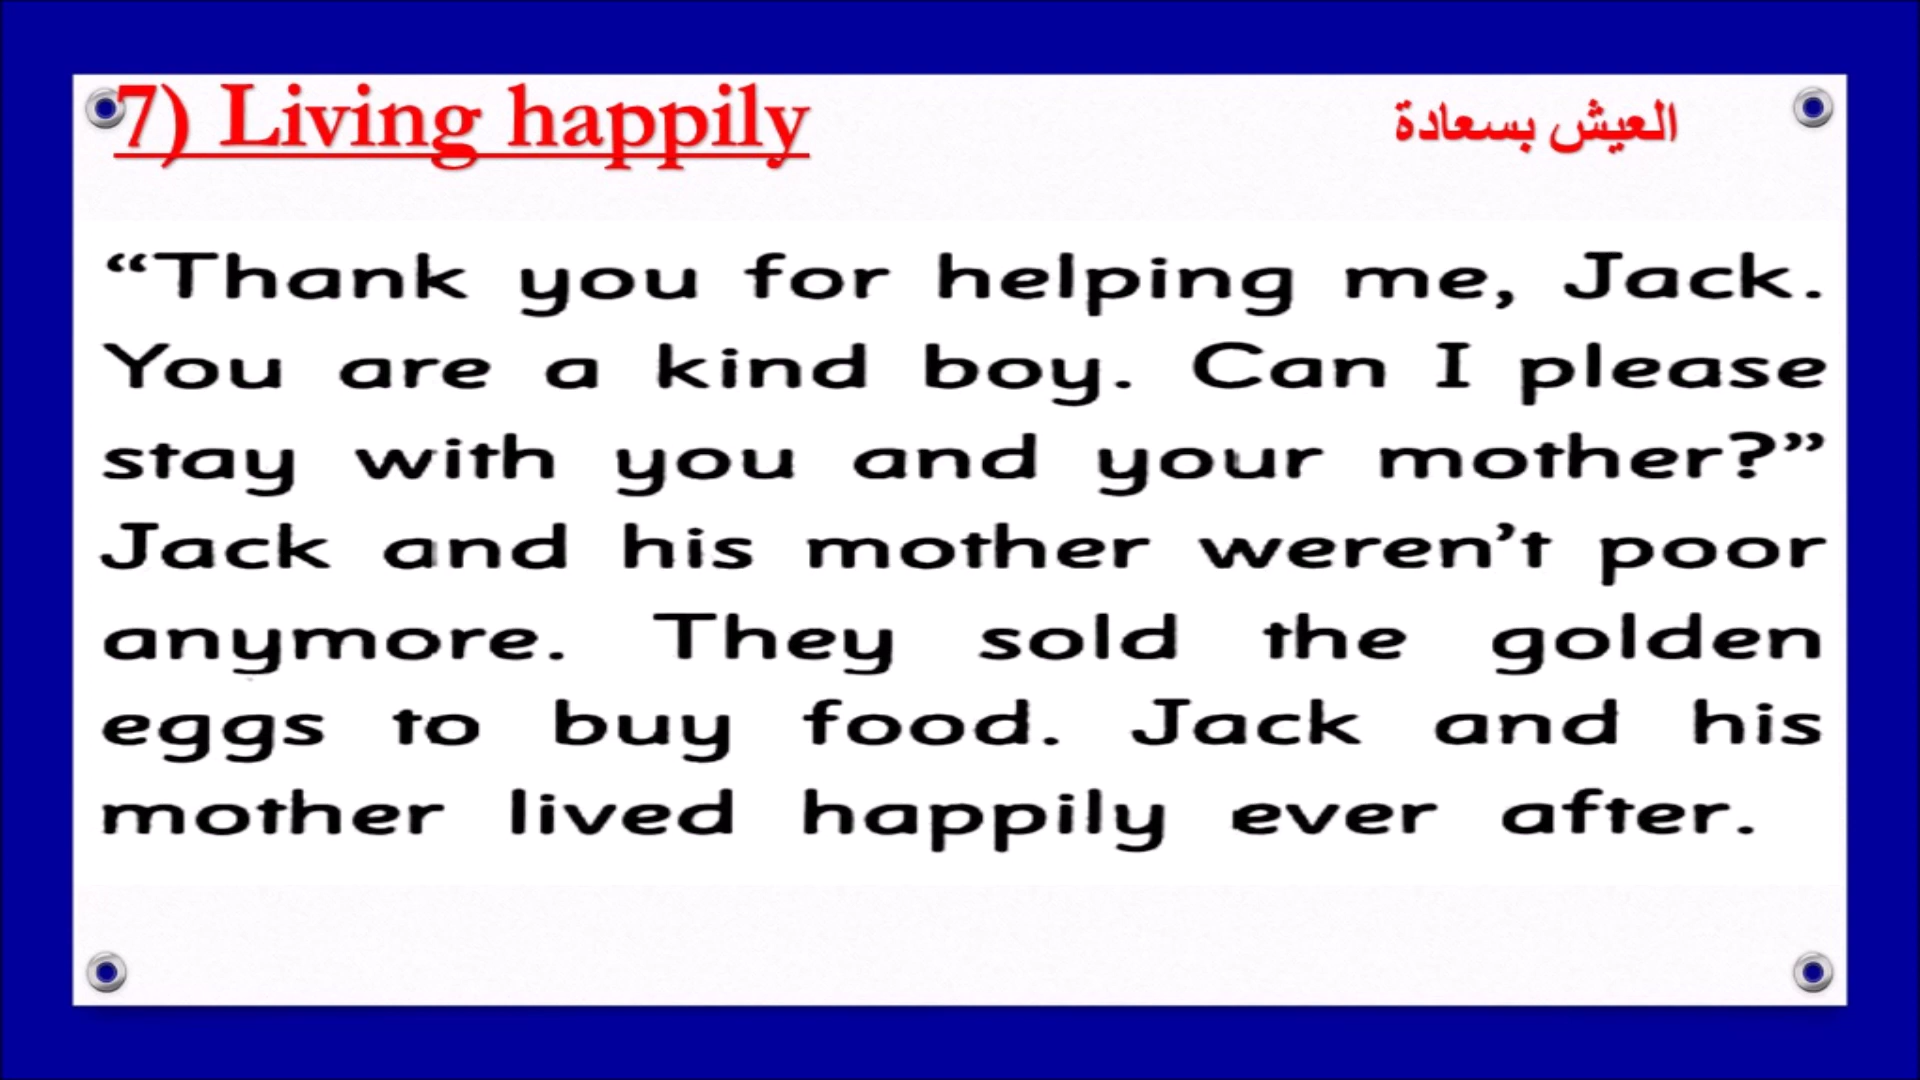 7) Living happily
العيش بسعادة
“Thank you for helping me, Jack.
You are a kind boy. Can I please
stay with you and your mother?”
Jack and his mother weren’t poor
anymore. They sold the golden
eggs to buy food. Jack and his
mother lived happily ever after.